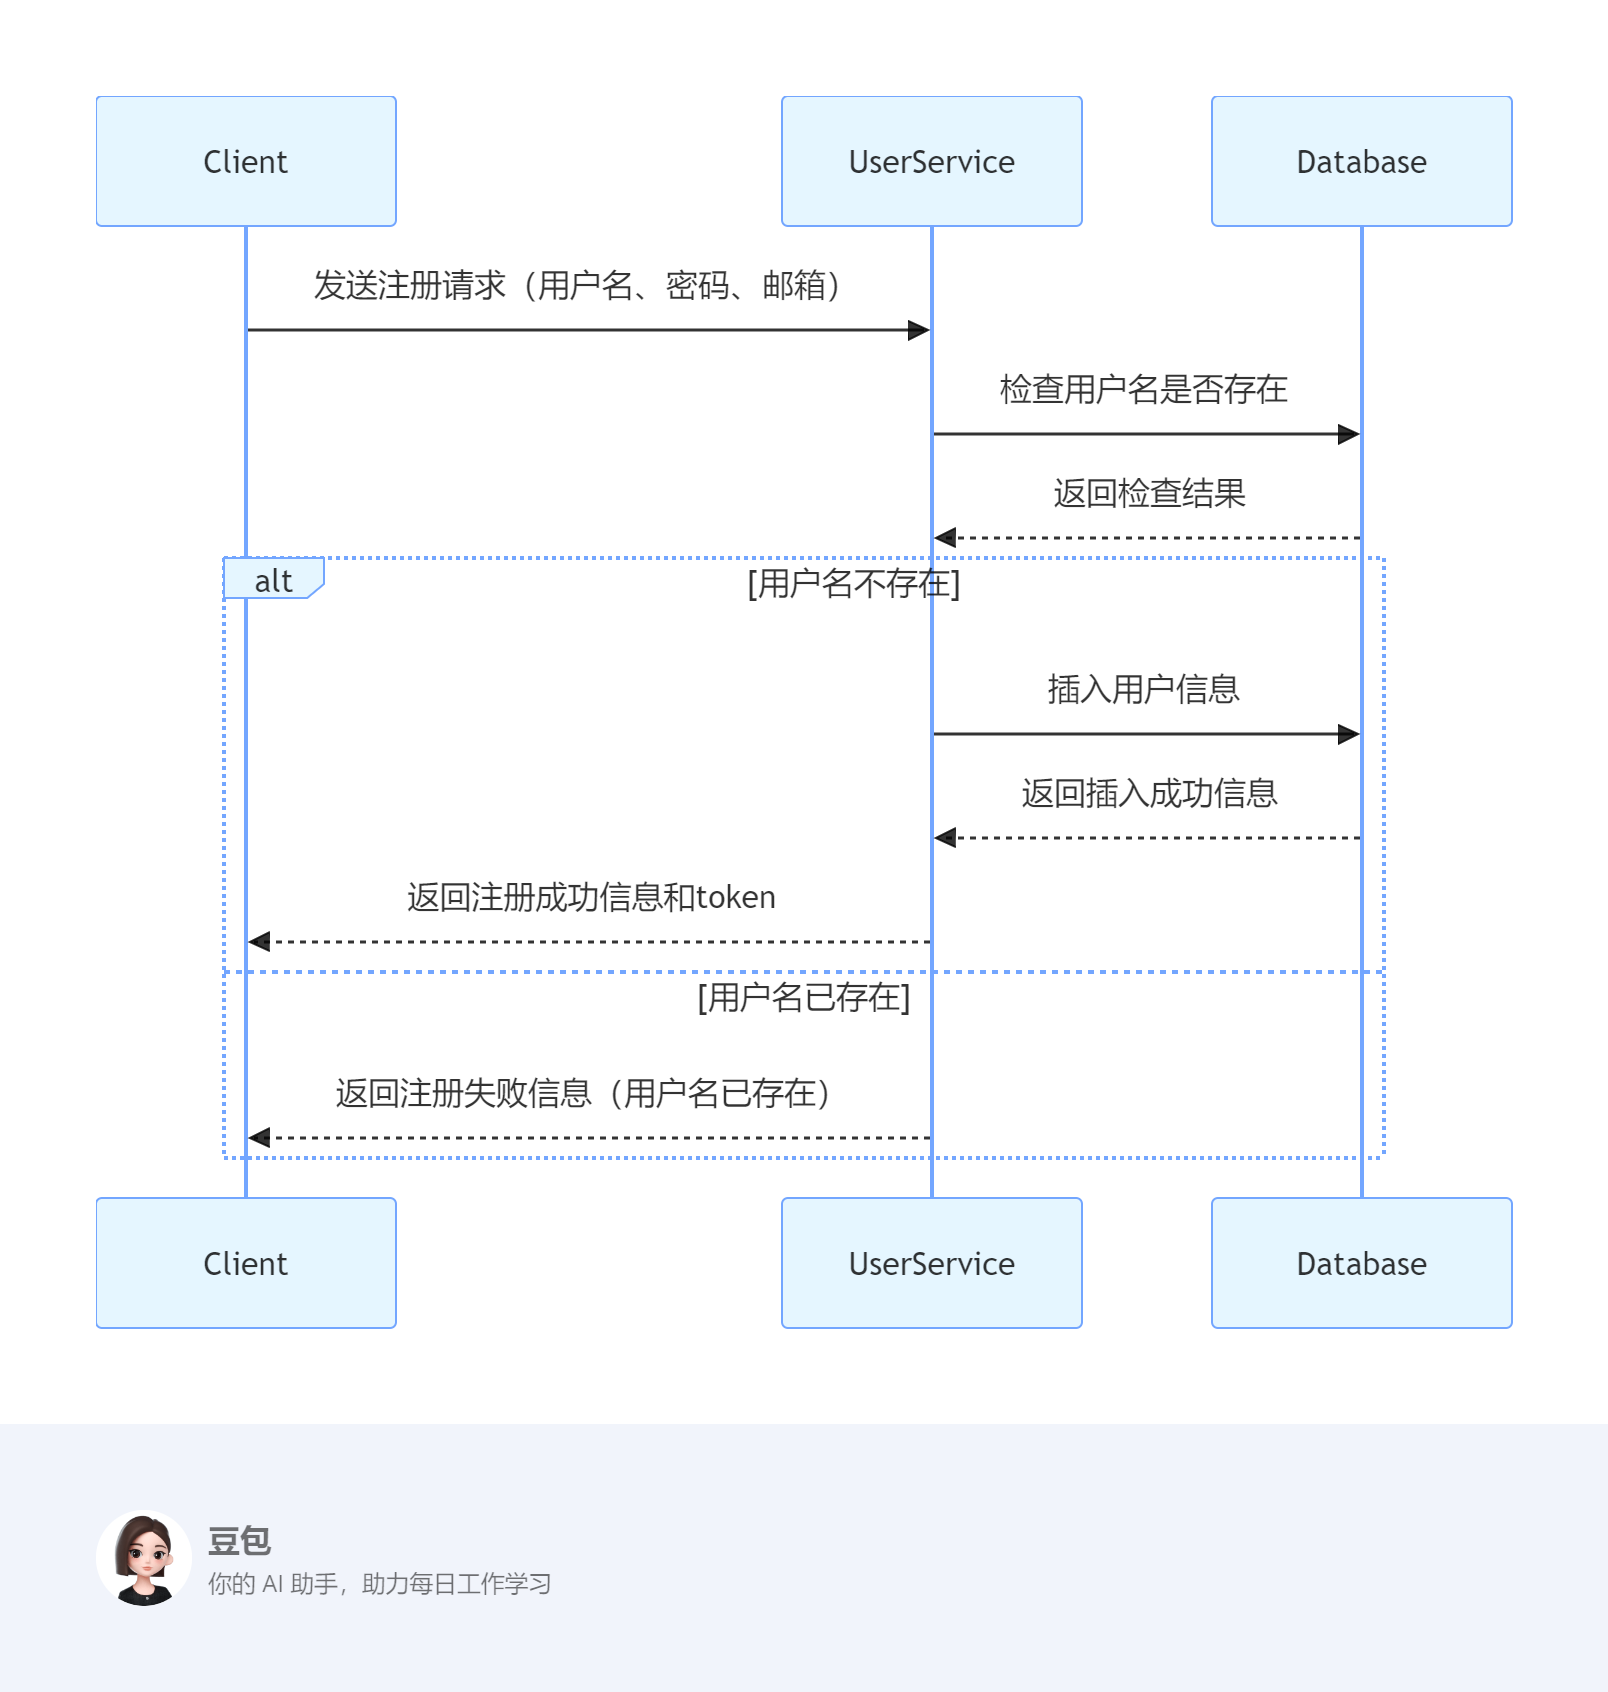 Client
UserService
Database
发送注册请求（用户名、密码、邮箱）
检查用户名是否存在
返回检查结果
alt
[用户名不存在]
插入用户信息
返回插入成功信息
返回注册成功信息和token
[用户名已存在]
返回注册失败信息（用户名已存在）
Client
UserService
Database
豆包
你的 AI 助手，助力每日工作学习